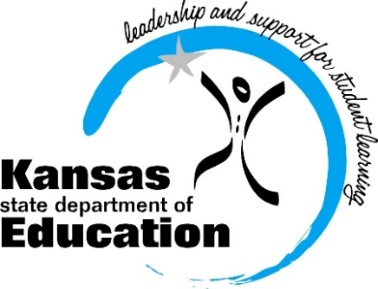 leadership and support for student learning
Kansas
state department of
Education